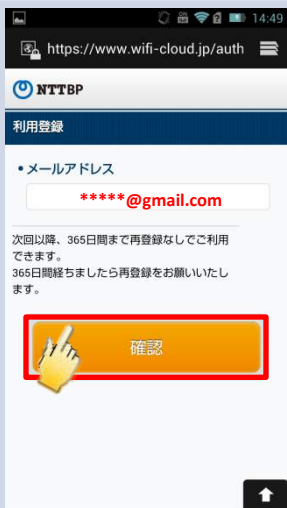 14:49
https://www.wifi-cloud.jp/auth
NTTBP
利用登録
・メールアドレス
*****@gmail.com
次回以降、365日間まで再登録なしでご利用
できます。
365日間経ちましたら再登録をお願いいたし
ます。
確認